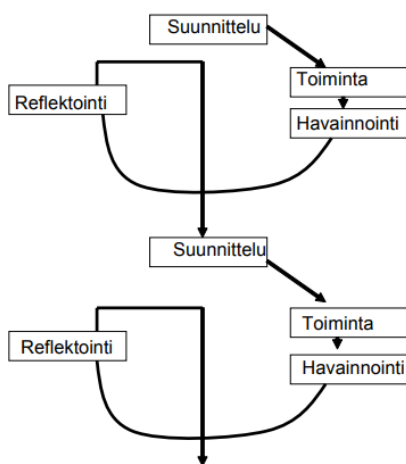 Suunnittelu
Toiminta
Reflektointi
Havainnointi
Suunnittelu
Toiminta
Reflektointi
Havainnointi